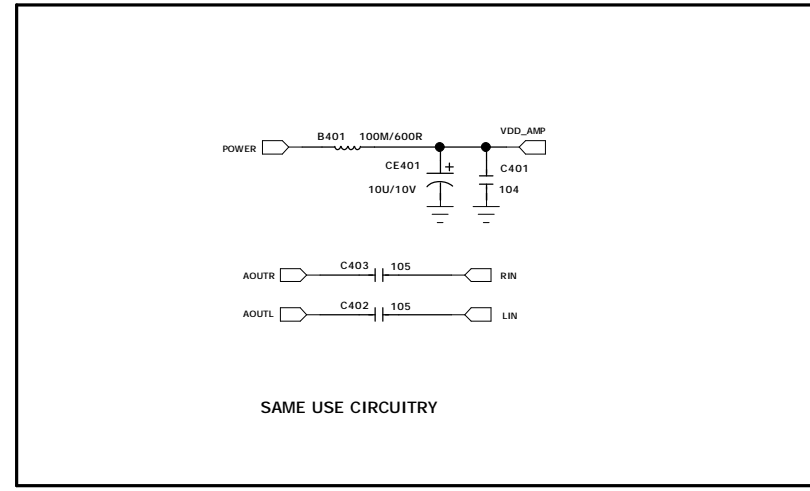 B401 100M/600R
VDD_AMP
POWER
CE401 +
C401
10U/10V
104
C403 105
AOUTR
RIN
C402 105
AOUTL
LIN
SAME USE CIRCUITRY